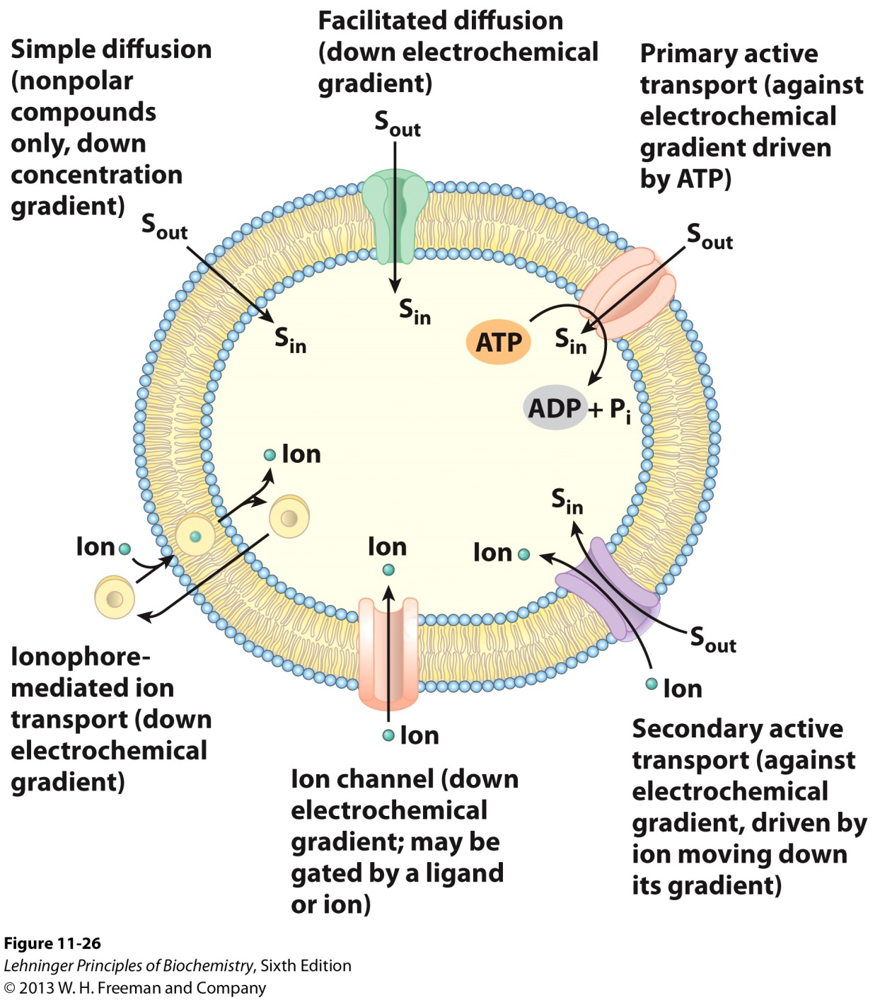 Simple diffusion
(nonpolar
compounds
only, down
concentration
gradient)
Sout
Sin
Facilitated diffusion
(down electrochemical
gradient)
Sout
Sin
Primary active
transport (against
electrochemical
gradient driven
by ATP)
Sout
Sin
ATP
ADP + Pi
Ion
Ion
Ionophore-
mediated ion
transport (down
electrochemical
gradient)
Ion
Ion
Ion channel (down
electrochemical
gradient; may be
gated by a ligand
or ion)
Sin
Ion
Sout
Ion
Secondary active
transport (against
electrochemical
gradient, driven by
ion moving down
its gradient)
Figure 11-26
Lehninger Principles of Biochemistry, Sixth Edition
© 2013 W. H. Freeman and Company